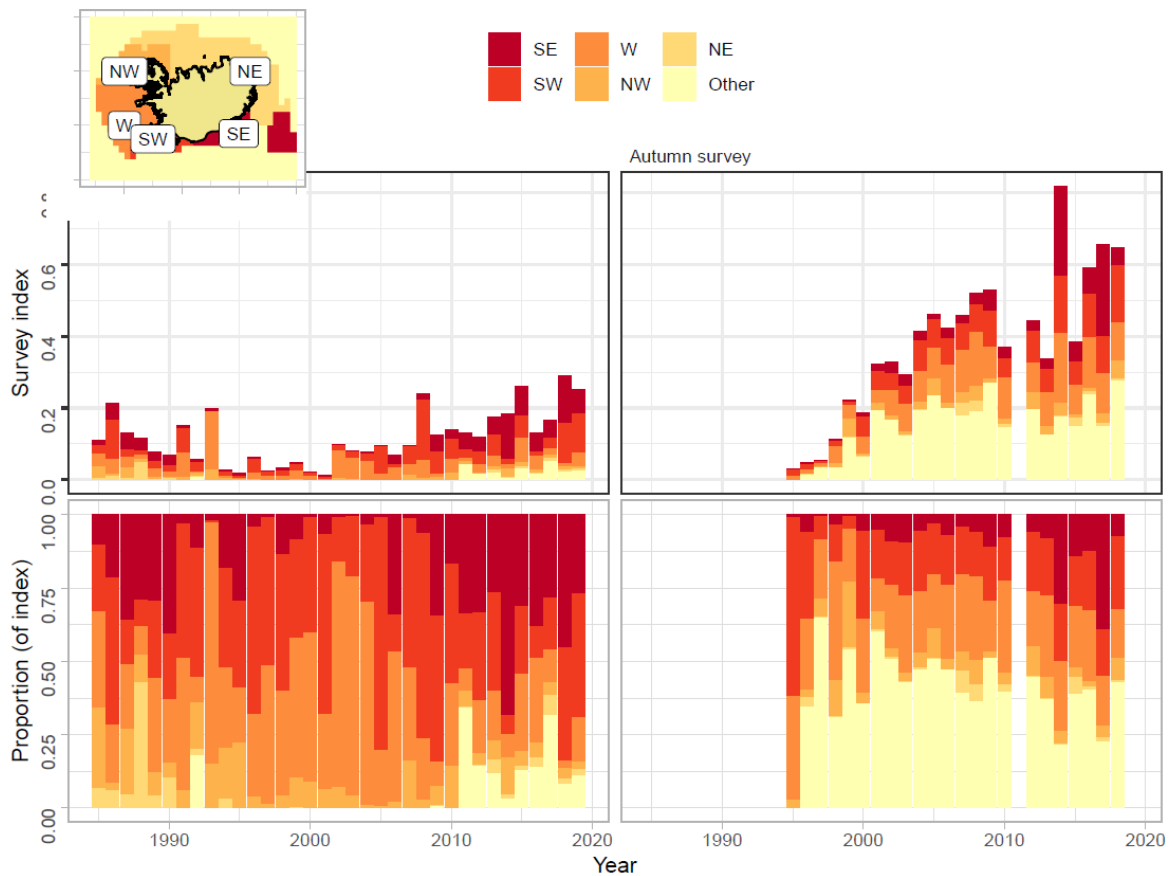 SE W NE
SW NW Other
NW NE
W SW SE
Autumn survey
Survey index
0.6
0.4
0.2
0.0
Proportion (of index)
1.00
0.75
0.50
0.25
0.00
1990 2000 2010 2020 1990 2000 2010 2020
Year